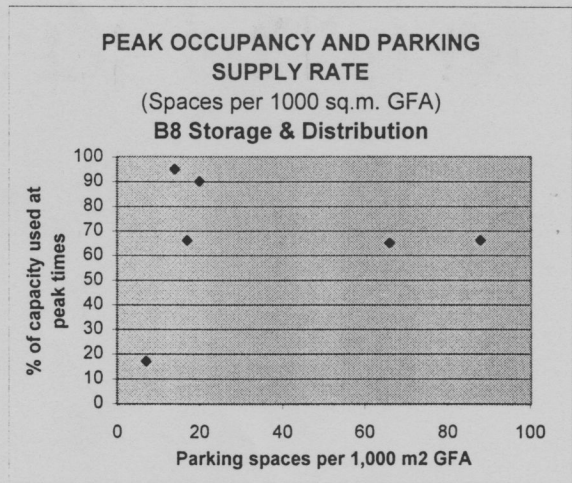 PEAK OCCUPANCY AND PARKING
SUPPLY RATE
(Spaces per 1000 sq.m. GFA)
B8 Storage & Distribution
% of capacity used at
peak times
100
90
80
70
60
50
40
30
20
10
0
0 20 40 60 80 100
Parking spaces per 1,000 m2 GFA